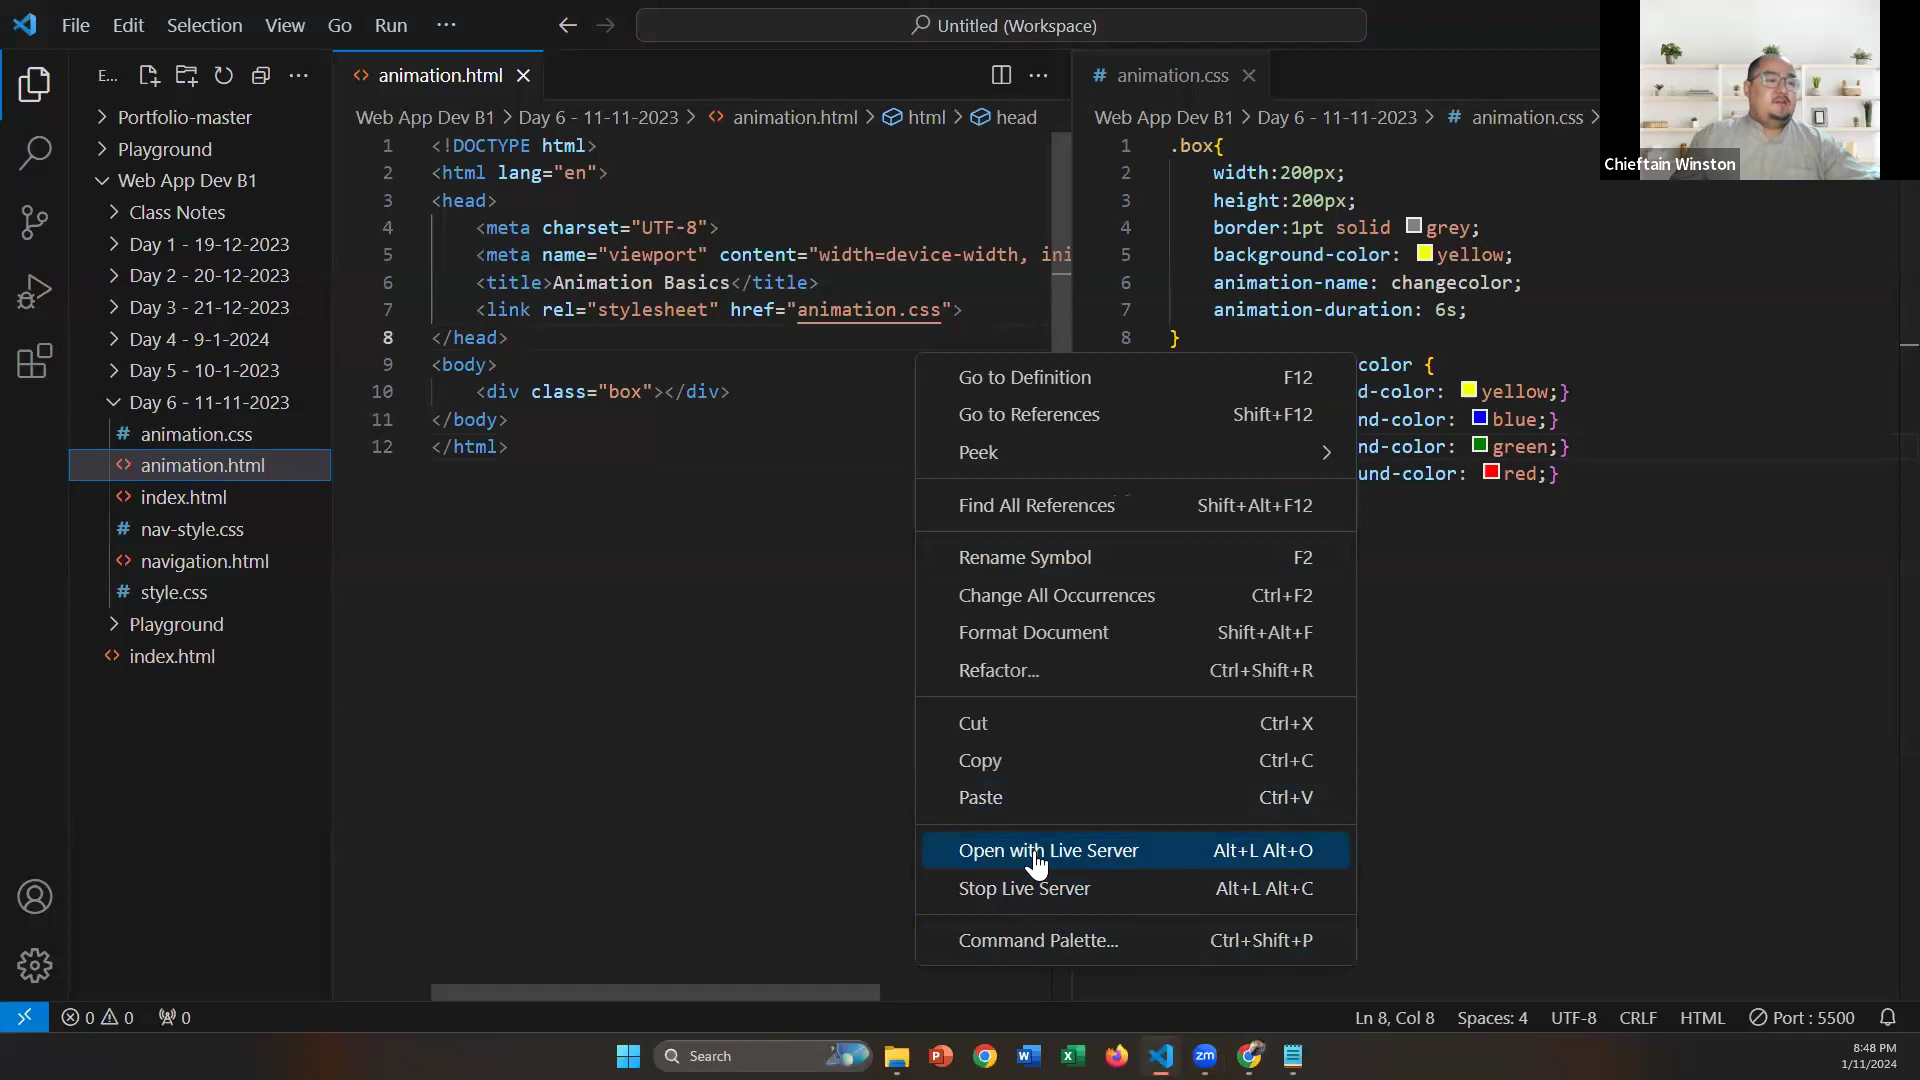 File Edit Selection View Go Run ···
Untitled (Workspace)
Chieftain Winston
E...
Portfolio-master
Playground
Web App Dev B1
Class Notes
Day 1 - 19-12-2023
Day 2 - 20-12-2023
Day 3 - 21-12-2023
Day 4 - 9-1-2024
Day 5 - 10-1-2023
Day 6 - 11-11-2023
# animation.css
<> animation.html
<> index.html
# nav-style.css
<> navigation.html
# style.css
Playground
<> index.html
<> animation.html
Web App Dev B1 > Day 6 - 11-11-2023 > <> animation.html > html > head
1 <!DOCTYPE html>
2 <html lang="en">
3 <head>
4 <meta charset="UTF-8">
5 <meta name="viewport" content="width=device-width, ini
6 <title>Animation Basics</title>
7 <link rel="stylesheet" href="animation.css">
8 </head>
9 <body>
10 <div class="box"></div>
11 </body>
12 </html>
# animation.css
Web App Dev B1 > Day 6 - 11-11-2023 > # animation.css >
1 .box{
2 width:200px;
3 height:200px;
4 border:1pt solid grey;
5 background-color: yellow;
6 animation-name: changecolor;
7 animation-duration: 6s;
8 }
color {
d-color: yellow;}
nd-color: blue;}
nd-color: green;}
und-color: red;}
Go to Definition F12
Go to References Shift+F12
Peek >
Find All References Shift+Alt+F12
Rename Symbol F2
Change All Occurrences Ctrl+F2
Format Document Shift+Alt+F
Refactor... Ctrl+Shift+R
Cut Ctrl+X
Copy Ctrl+C
Paste Ctrl+V
Open with Live Server Alt+L Alt+O
Stop Live Server Alt+L Alt+C
Command Palette... Ctrl+Shift+P
0 0 0
Ln 8, Col 8 Spaces: 4 UTF-8 CRLF HTML Port : 5500
Search
zm
8:48 PM
1/11/2024